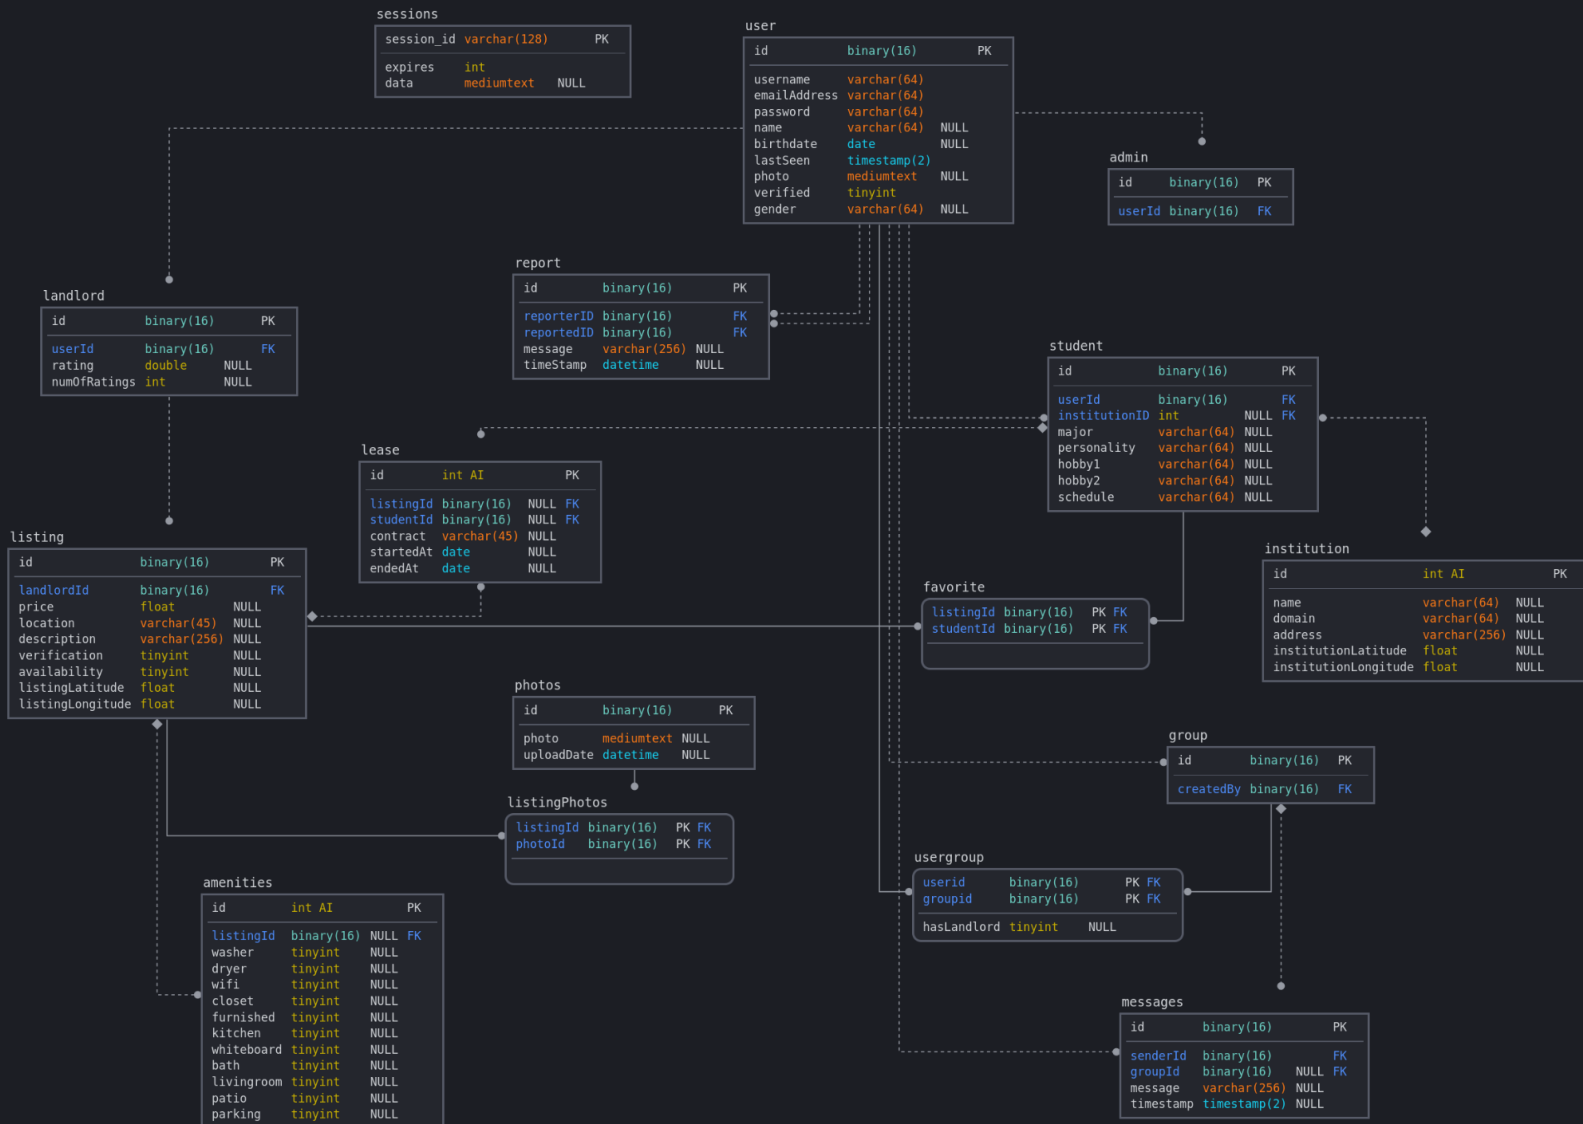 sessions
session_id varchar(128) PK
expires int
data mediumtext NULL
user
id binary(16) PK
username varchar(64)
emailAddress varchar(64)
password varchar(64)
name varchar(64) NULL
birthdate date NULL
lastSeen timestamp(2)
photo mediumtext NULL
verified tinyint
gender varchar(64) NULL
admin
id binary(16) PK
userId binary(16) FK
report
id binary(16) PK
reporterID binary(16) FK
reportedID binary(16) FK
message varchar(256) NULL
timeStamp datetime NULL
landlord
id binary(16) PK
userId binary(16) FK
rating double NULL
numOfRatings int NULL
student
id binary(16) PK
userId binary(16) FK
institutionID int NULL FK
major varchar(64) NULL
personality varchar(64) NULL
hobby1 varchar(64) NULL
hobby2 varchar(64) NULL
schedule varchar(64) NULL
lease
id int AI PK
listingId binary(16) NULL FK
studentId binary(16) NULL FK
contract varchar(45) NULL
startedAt date NULL
endedAt date NULL
listing
id binary(16) PK
landlordId binary(16) FK
price float NULL
location varchar(45) NULL
description varchar(256) NULL
verification tinyint NULL
availability tinyint NULL
listingLatitude float NULL
listingLongitude float NULL
institution
id int AI PK
name varchar(64) NULL
domain varchar(64) NULL
address varchar(256) NULL
institutionLatitude float NULL
institutionLongitude float NULL
favorite
listingId binary(16) PK FK
studentId binary(16) PK FK
photos
id binary(16) PK
photo mediumtext NULL
uploadDate datetime NULL
group
id binary(16) PK
createdBy binary(16) FK
listingPhotos
listingId binary(16) PK FK
photoId binary(16) PK FK
usergroup
userid binary(16) PK FK
groupid binary(16) PK FK
hasLandlord tinyint NULL
amenities
id int AI PK
listingId binary(16) NULL FK
washer tinyint NULL
dryer tinyint NULL
wifi tinyint NULL
closet tinyint NULL
furnished tinyint NULL
kitchen tinyint NULL
whiteboard tinyint NULL
bath tinyint NULL
livingroom tinyint NULL
patio tinyint NULL
parking tinyint NULL
messages
id binary(16) PK
senderId binary(16) FK
groupId binary(16) NULL FK
message varchar(256) NULL
timestamp timestamp(2) NULL